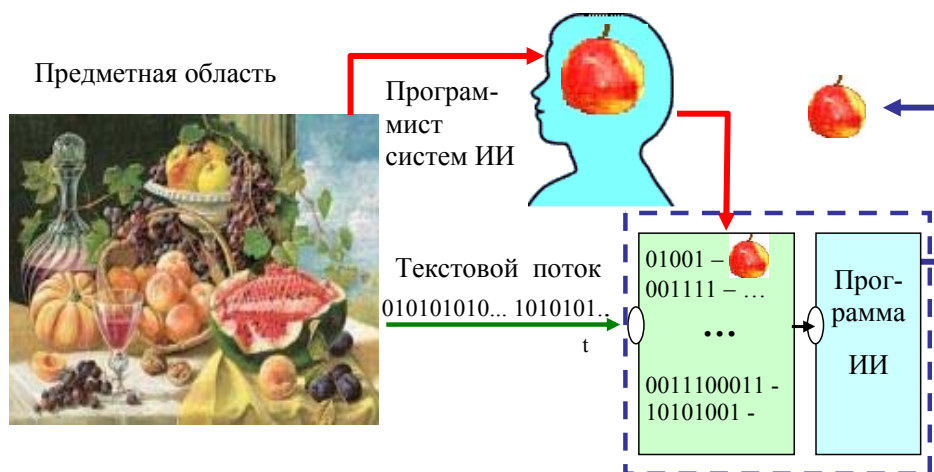 Предметная область
Програм-
мист
систем ИИ
Текстовой поток
010101010... 1010101..
t
01001 –
001111 – ...
...
0011100011 -
10101001 -
Прог-
рамма
ИИ